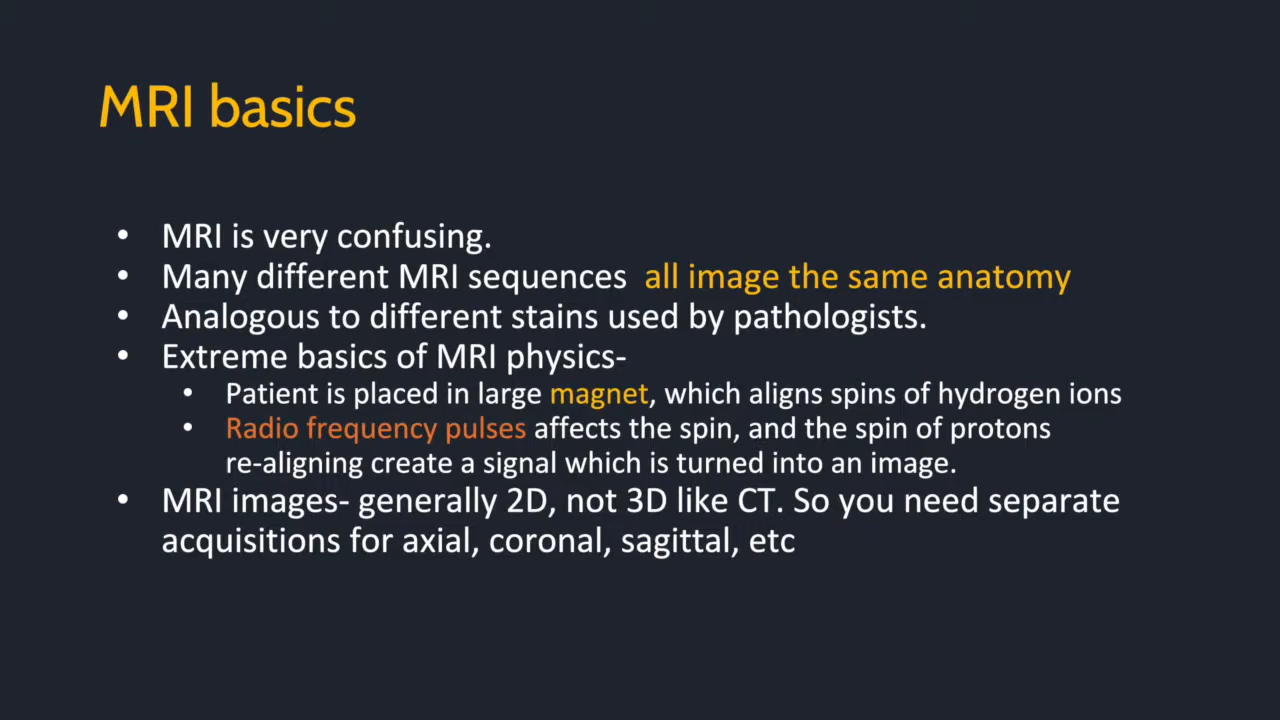 MRI basics
• MRI is very confusing.
• Many different MRI sequences  all image the same anatomy
• Analogous to different stains used by pathologists.
• Extreme basics of MRI physics-
• Patient is placed in large magnet, which aligns spins of hydrogen ions
• Radio frequency pulses affects the spin, and the spin of protons
re-aligning create a signal which is turned into an image.
• MRI images- generally 2D, not 3D like CT. So you need separate
acquisitions for axial, coronal, sagittal, etc